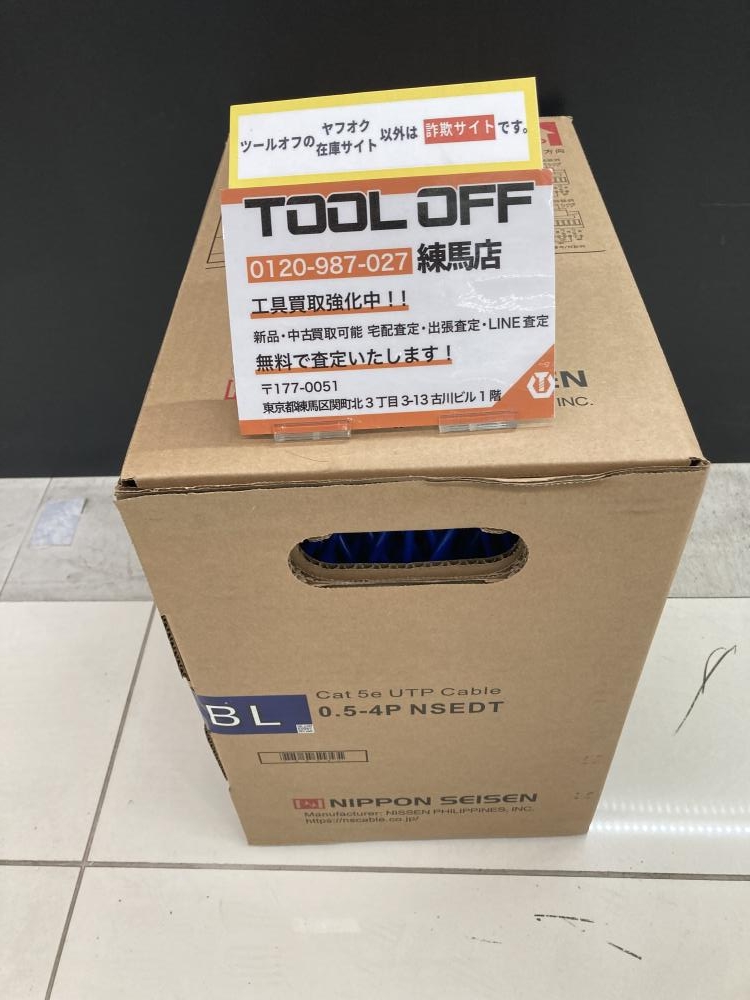 ツールオフの ヤフオク 在庫サイト 以外は 詐欺サイト です。
TOOL OFF
0120-987-027 練馬店
工具買取強化中！！
新品・中古買取可能 宅配査定・出張査定・LINE査定
無料で査定いたします！
〒177-0051
東京都練馬区関町北3丁目3-13 古川ビル1階
方向
EN
INC.
BL
Cat 5e UTP Cable
0.5-4P NSEDT
NIPPON SEISEN
Manufacturer: NISSEN PHILIPPINES, INC.
https://nscable.co.jp/